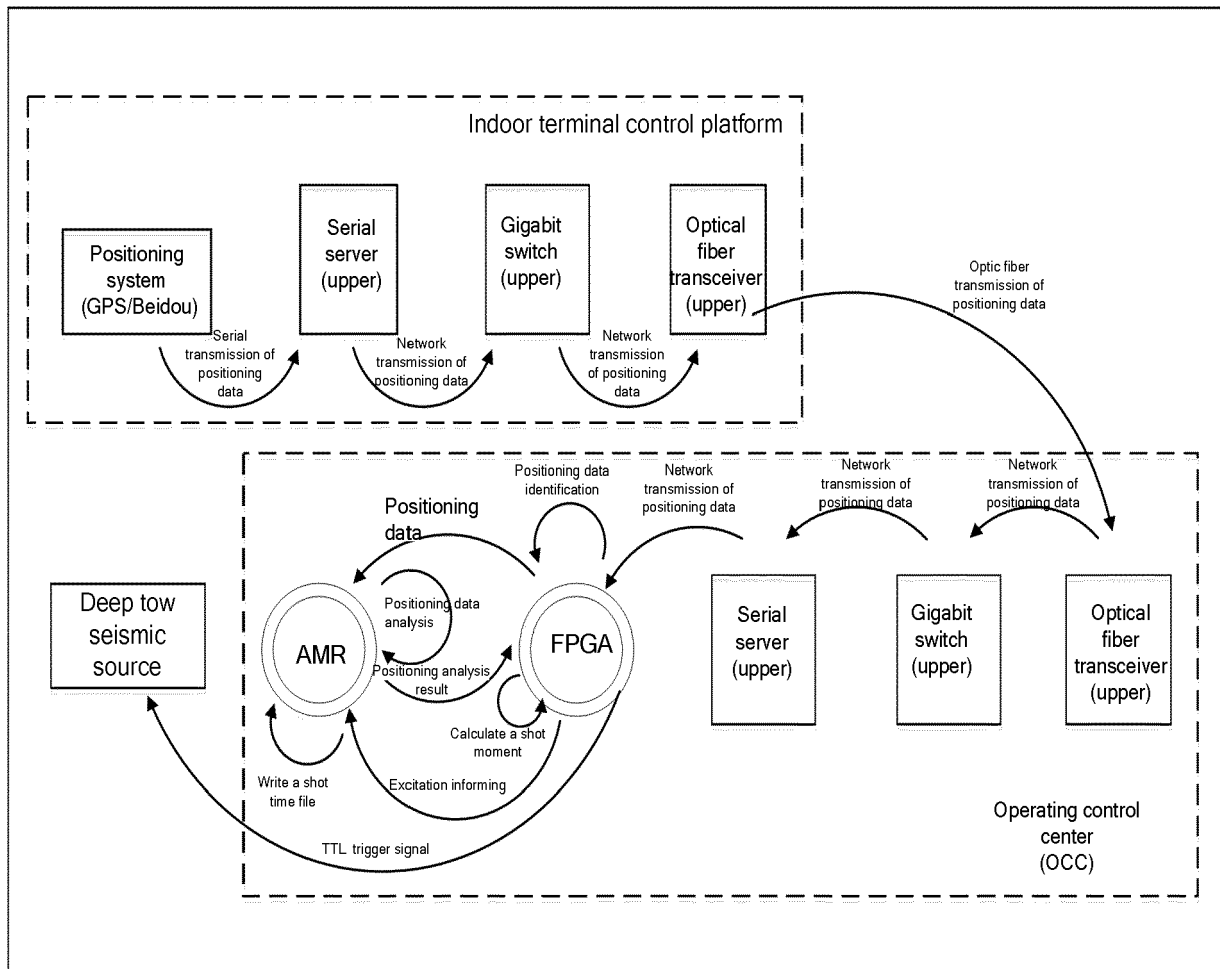 Indoor terminal control platform
Positioning
system
(GPS/Beidou)
Serial
server
(upper)
Gigabit
switch
(upper)
Optical
fiber
transceiver
(upper)
Serial
transmission of
positioning
data
Network
transmission of
positioning data
Network
transmission
of positioning
data
Optic fiber
transmission of
positioning data
Positioning
data
Positioning data
identification
Network
transmission of
positioning data
Network
transmission of
positioning data
Network
transmission of
positioning data
Deep tow
seismic
source
AMR
Positioning data
analysis
Positioning analysis
result
FPGA
Calculate a shot
moment
Write a shot
time file
Excitation informing
TTL trigger signal
Serial
server
(upper)
Gigabit
switch
(upper)
Optical
fiber
transceiver
(upper)
Operating control
center
(OCC)